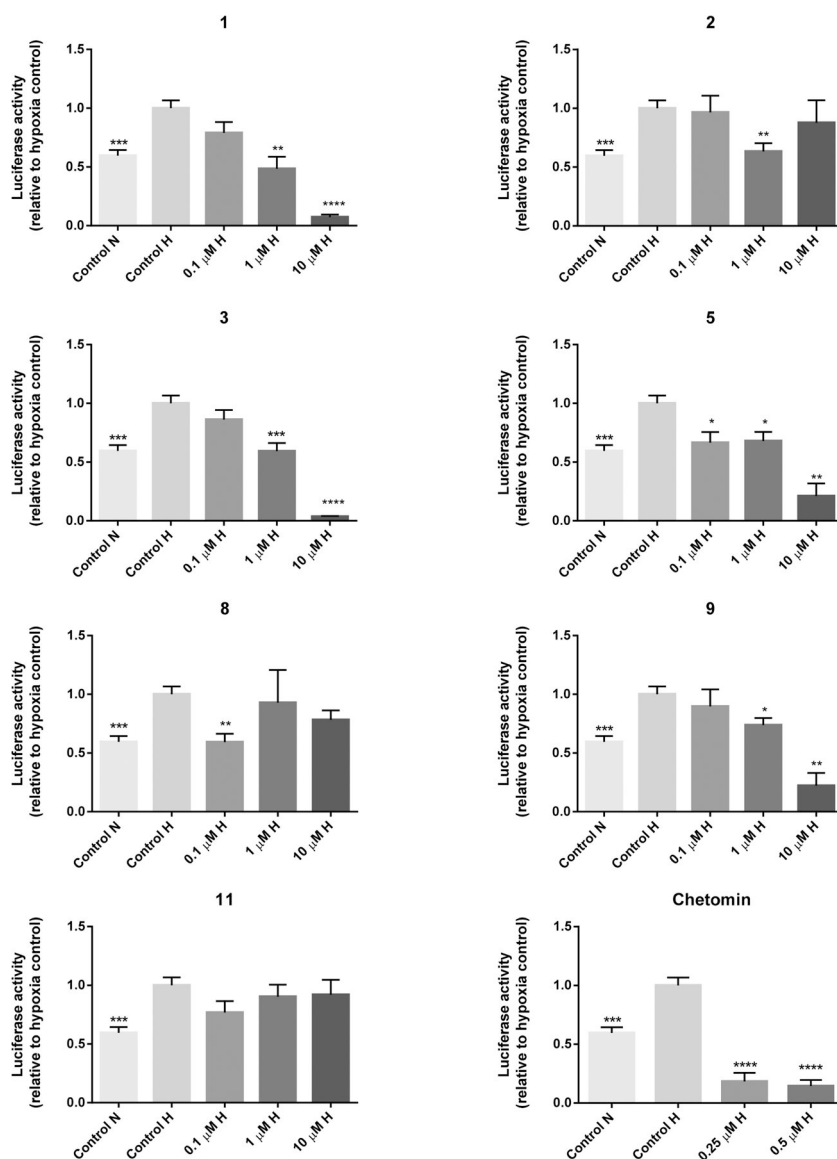 1
Luciferase activity
(relative to hypoxia control)
1.5
1.0
0.5
0.0
***
**
****
Control N
Control H
0.1 μM H
1 μM H
10 μM H
2
Luciferase activity
(relative to hypoxia control)
1.5
1.0
0.5
0.0
***
**
Control N
Control H
0.1 μM H
1 μM H
10 μM H
3
Luciferase activity
(relative to hypoxia control)
1.5
1.0
0.5
0.0
***
***
****
Control N
Control H
0.1 μM H
1 μM H
10 μM H
5
Luciferase activity
(relative to hypoxia control)
1.5
1.0
0.5
0.0
***
*
*
**
Control N
Control H
0.1 μM H
1 μM H
10 μM H
8
Luciferase activity
(relative to hypoxia control)
1.5
1.0
0.5
0.0
***
**
Control N
Control H
0.1 μM H
1 μM H
10 μM H
9
Luciferase activity
(relative to hypoxia control)
1.5
1.0
0.5
0.0
***
*
**
Control N
Control H
0.1 μM H
1 μM H
10 μM H
11
Luciferase activity
(relative to hypoxia control)
1.5
1.0
0.5
0.0
***
Control N
Control H
0.1 μM H
1 μM H
10 μM H
Chetomin
Luciferase activity
(relative to hypoxia control)
1.5
1.0
0.5
0.0
***
****
****
Control N
Control H
0.25 μM H
0.5 μM H